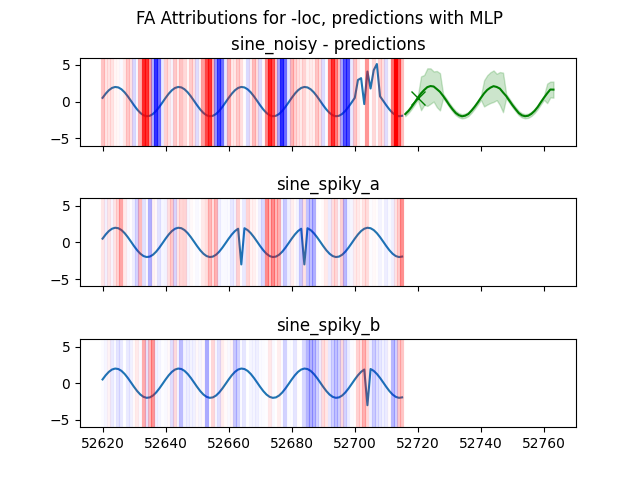 FA Attributions for -loc, predictions with MLP
sine_noisy - predictions
5
0
−5
sine_spiky_a
5
0
−5
sine_spiky_b
5
0
−5
52620 52640 52660 52680 52700 52720 52740 52760